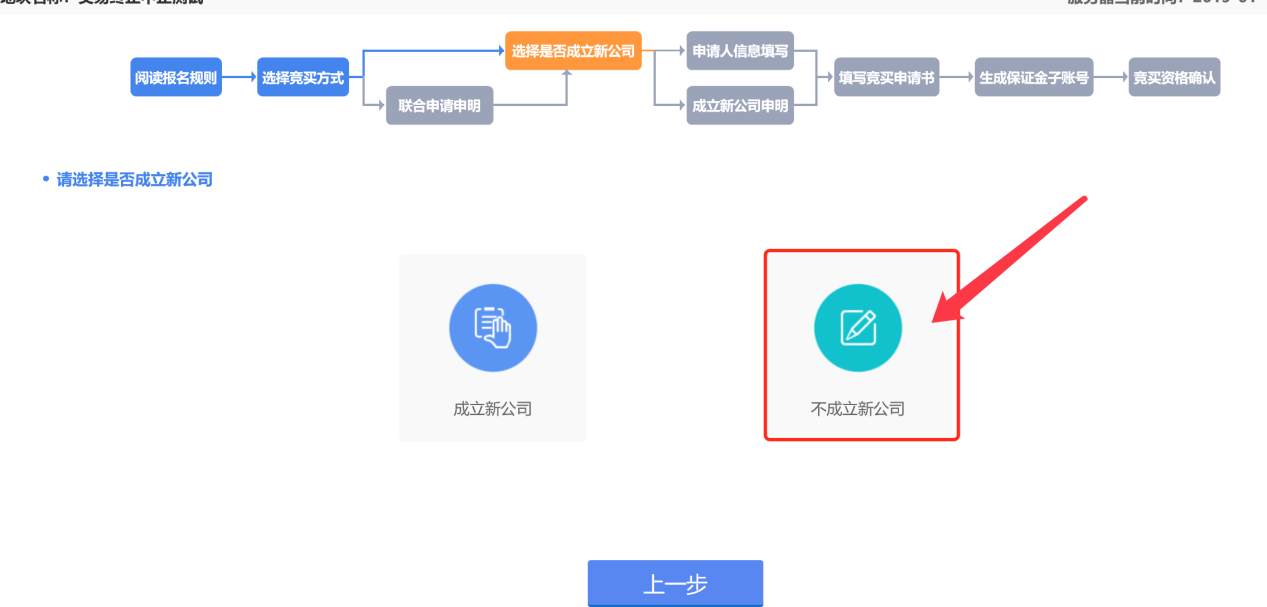 阅读报名规则
选择竞买方式
联合申请申明
选择是否成立新公司
申请人信息填写
成立新公司申明
填写竞买申请书
生成保证金子账号
竞买资格确认
请选择是否成立新公司
成立新公司
不成立新公司
上一步